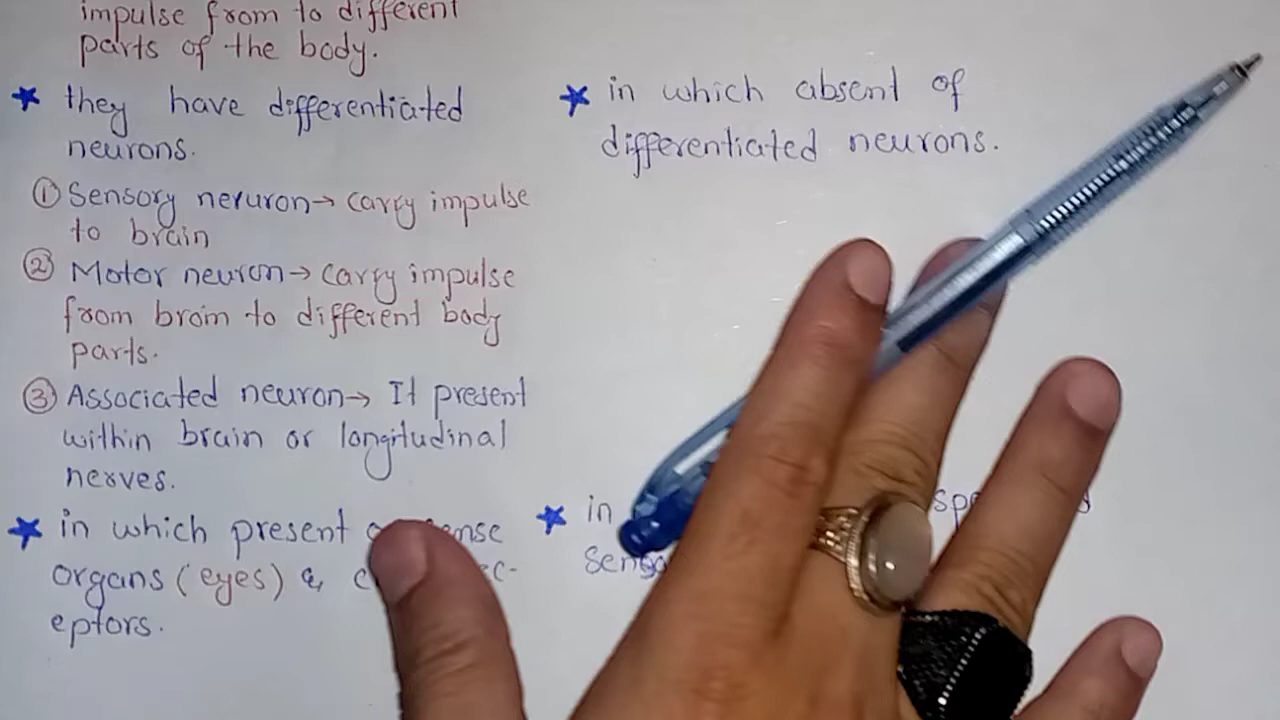 impulse from to different
parts of the body.
★ they have differentiated
neurons.
① Sensory neruron→ carry impulse
to brain
② Motor neuron→ carry impulse
from brain to different body
parts.
③ Associated neuron→ It present
within brain or longitudinal
nerves.
★ in which present
organs (eyes) &
eptors.
★ in which absent of
differentiated neurons.
★ in